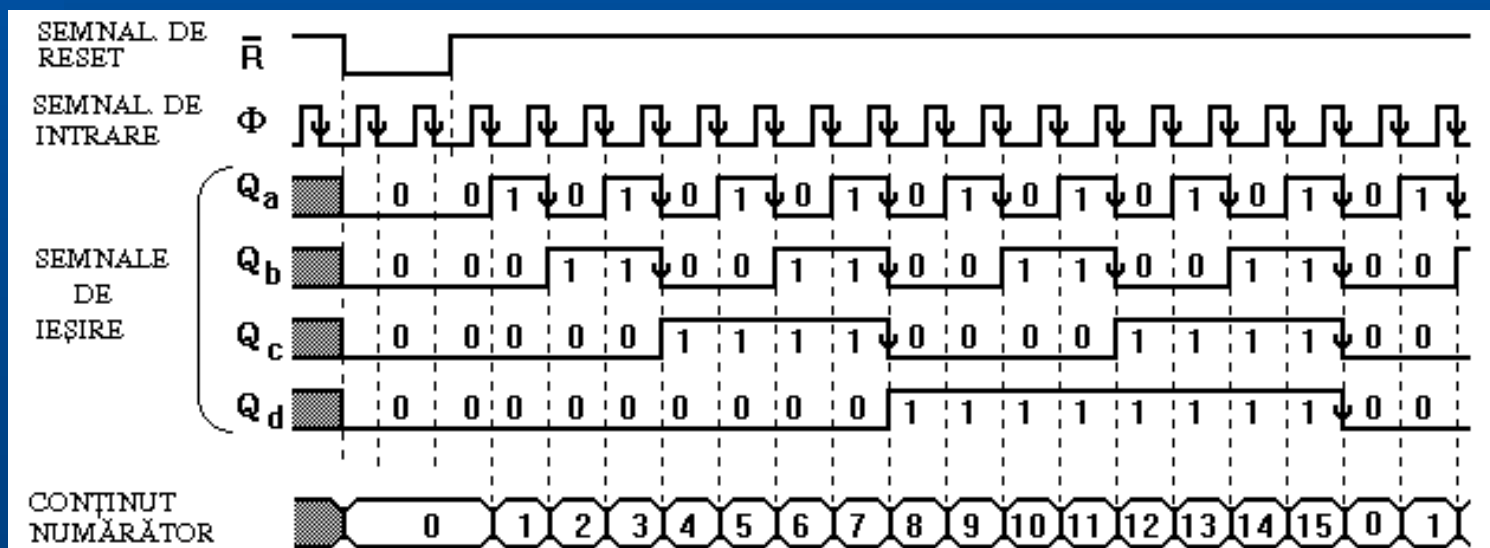 SEMNAL. DE
RESET R̅
SEMNAL. DE
INTRARE Φ
Qa 0 0 1 0 1 0 1 0 1 0 1 0 1 0 1 0 1 0 1
SEMNALE
DE
IEȘIRE
Qb 0 0 0 1 1 0 0 1 1 0 0 1 1 0 0 1 1 0 0
Qc 0 0 0 0 0 1 1 1 1 0 0 0 0 1 1 1 1 0 0
Qd 0 0 0 0 0 0 0 0 0 1 1 1 1 1 1 1 1 0 0
CONȚINUT
NUMĂRĂTOR 0 1 2 3 4 5 6 7 8 9 10 11 12 13 14 15 0 1